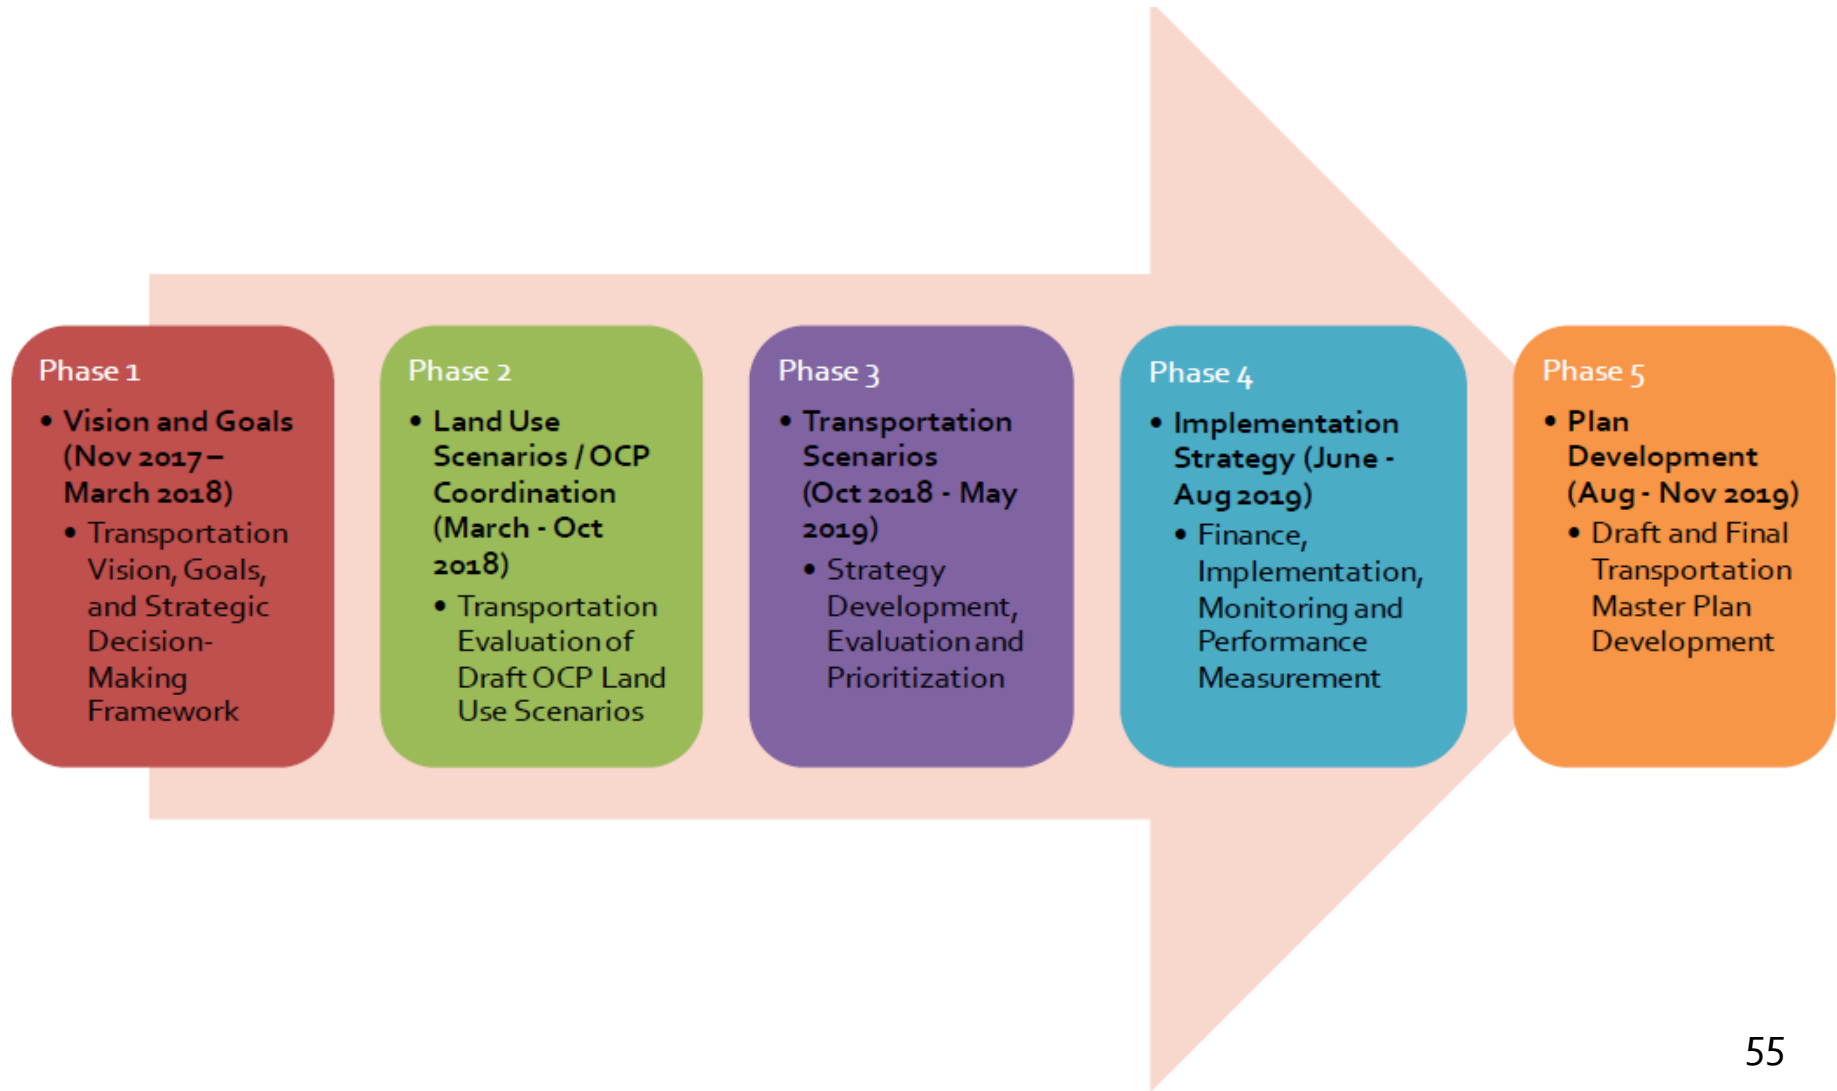 Phase 1
• Vision and Goals
(Nov 2017 –
March 2018)
• Transportation
Vision, Goals,
and Strategic
Decision-
Making
Framework
Phase 2
• Land Use
Scenarios / OCP
Coordination
(March - Oct
2018)
• Transportation
Evaluation of
Draft OCP Land
Use Scenarios
Phase 3
• Transportation
Scenarios
(Oct 2018 - May
2019)
• Strategy
Development,
Evaluation and
Prioritization
Phase 4
• Implementation
Strategy (June -
Aug 2019)
• Finance,
Implementation,
Monitoring and
Performance
Measurement
Phase 5
• Plan
Development
(Aug - Nov 2019)
• Draft and Final
Transportation
Master Plan
Development
55